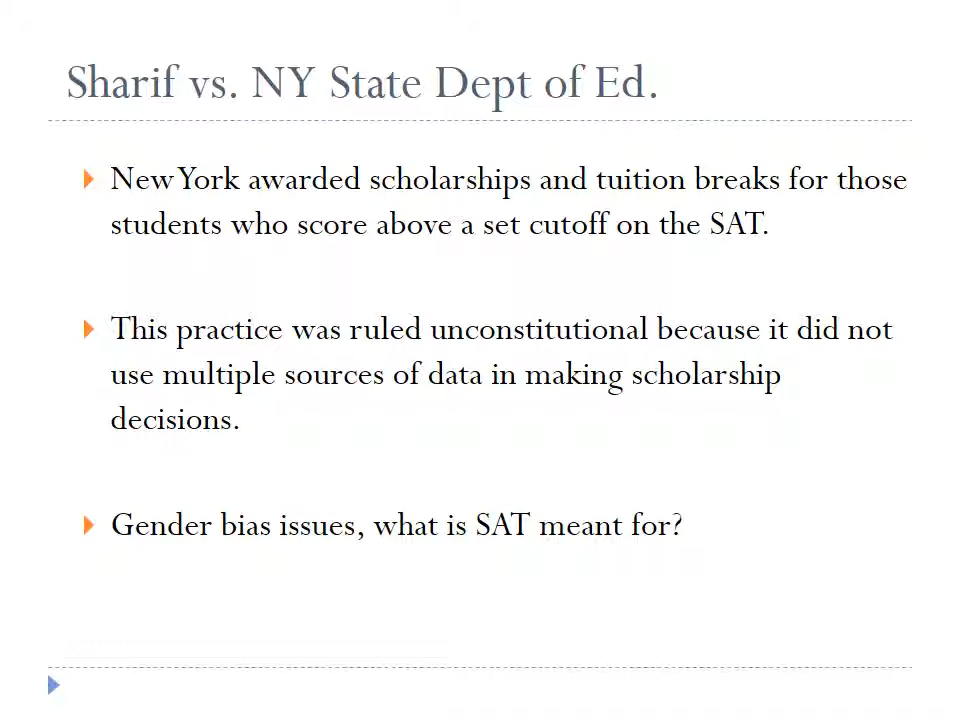 Sharif vs. NY State Dept of Ed.
New York awarded scholarships and tuition breaks for those
students who score above a set cutoff on the SAT.
This practice was ruled unconstitutional because it did not
use multiple sources of data in making scholarship
decisions.
Gender bias issues, what is SAT meant for?